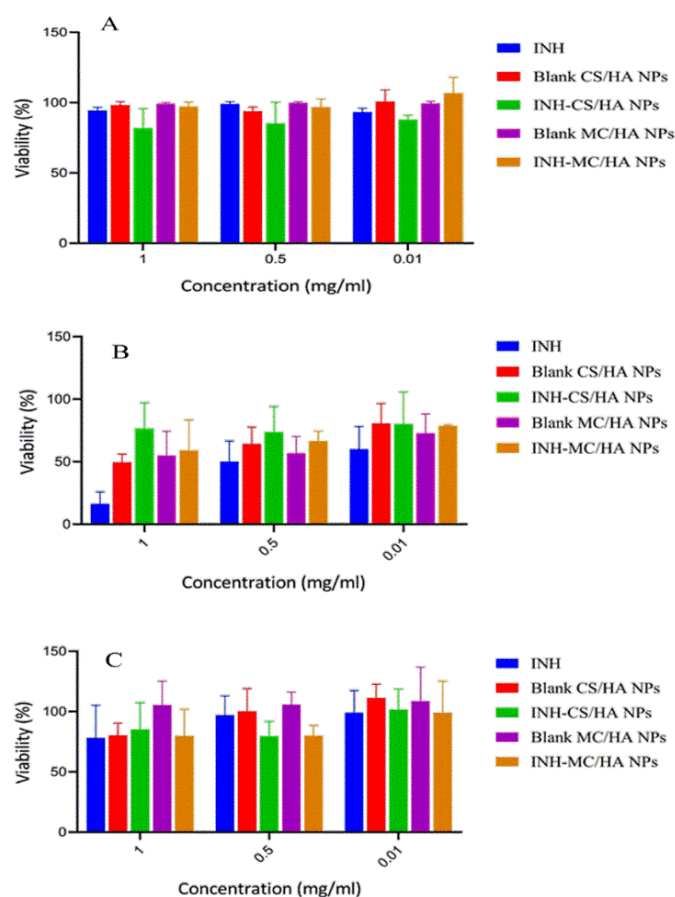 A
150
100
50
0
Viability (%)
1
0.5
0.01
Concentration (mg/ml)
INH
Blank CS/HA NPs
INH-CS/HA NPs
Blank MC/HA NPs
INH-MC/HA NPs
B
150
100
50
0
Viability (%)
1
0.5
0.01
Concentration (mg/ml)
INH
Blank CS/HA NPs
INH-CS/HA NPs
Blank MC/HA NPs
INH-MC/HA NPs
C
150
100
50
0
Viability (%)
1
0.5
0.01
Concentration (mg/ml)
INH
Blank CS/HA NPs
INH-CS/HA NPs
Blank MC/HA NPs
INH-MC/HA NPs